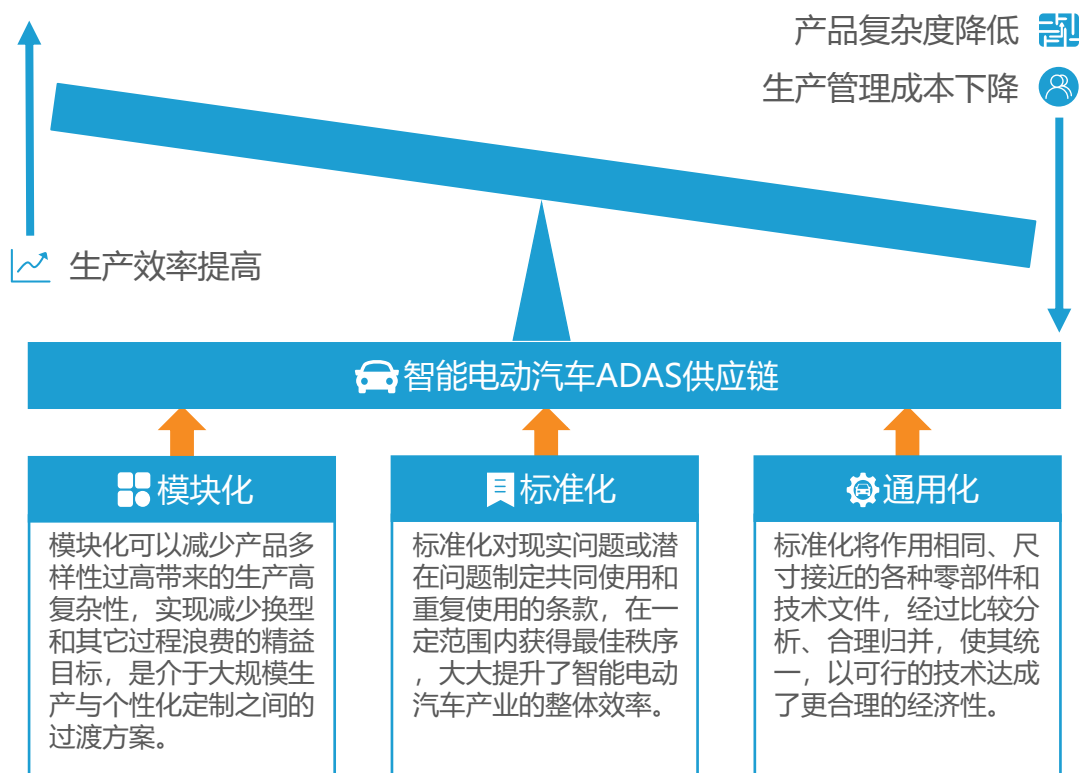 产品复杂度降低
生产管理成本下降
生产效率提高
智能电动汽车ADAS供应链
模块化
模块化可以减少产品多
样性过高带来的生产高
复杂性，实现减少换型
和其它过程浪费的精益
目标，是介于大规模生
产与个性化定制之间的
过渡方案。
标准化
标准化对现实问题或潜
在问题制定共同使用和
重复使用的条款，在一
定范围内获得最佳秩序
，大大提升了智能电动
汽车产业的整体效率。
通用化
标准化将作用相同、尺
寸接近的各种零部件和
技术文件，经过比较分
析、合理归并，使其统
一，以可行的技术达成
了更合理的经济性。